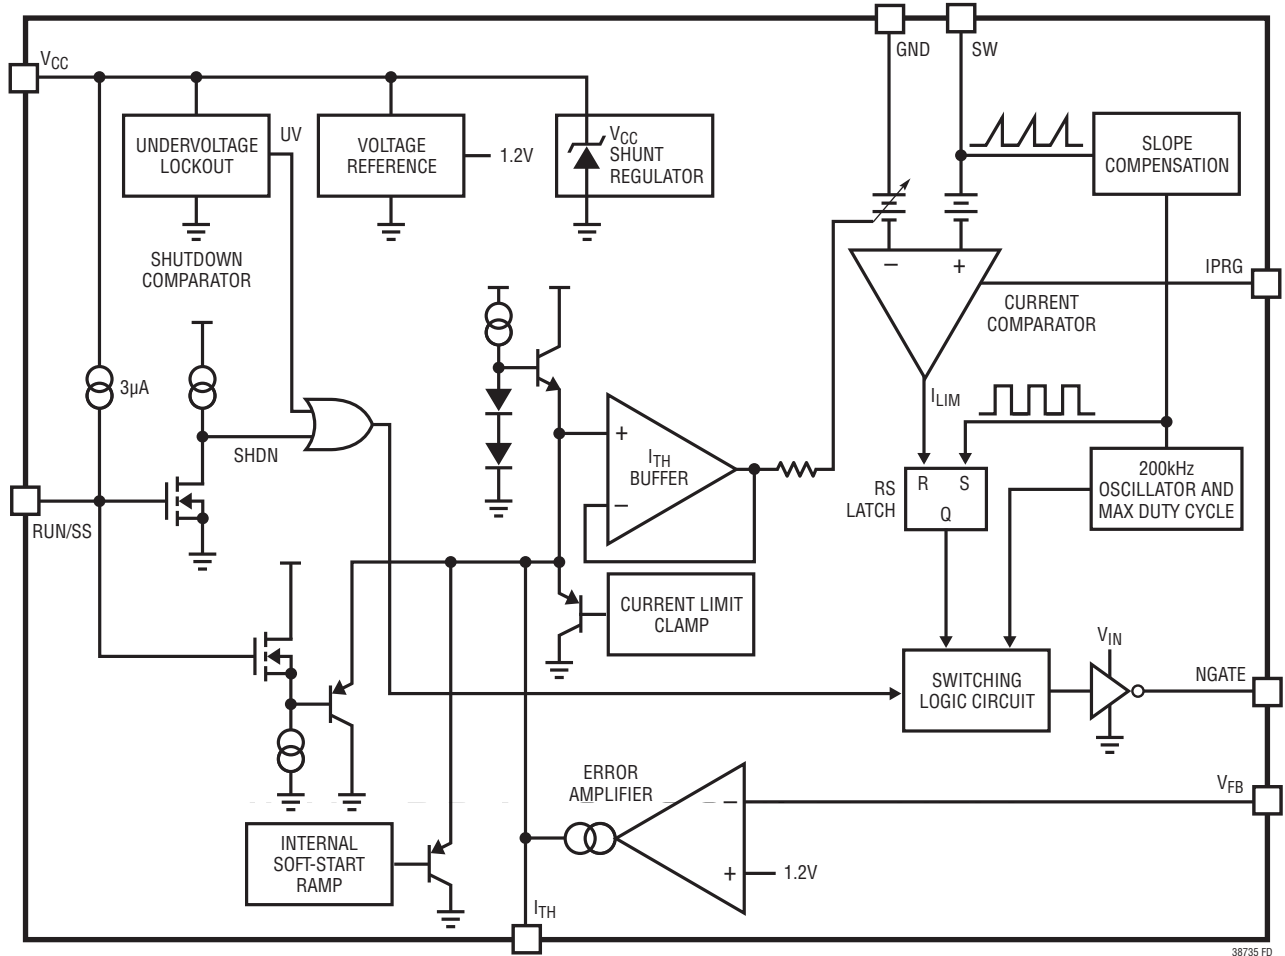 GND
SW
VCC
UNDERVOLTAGE
LOCKOUT
UV
VOLTAGE
REFERENCE
1.2V
VCC
SHUNT
REGULATOR
SLOPE
COMPENSATION
SHUTDOWN
COMPARATOR
IPRG
CURRENT
COMPARATOR
3µA
ILIM
SHDN
ITH
BUFFER
200kHz
OSCILLATOR AND
MAX DUTY CYCLE
RS
LATCH
R
S
Q
RUN/SS
CURRENT LIMIT
CLAMP
SWITCHING
LOGIC CIRCUIT
VIN
NGATE
ERROR
AMPLIFIER
VFB
1.2V
INTERNAL
SOFT-START
RAMP
ITH
38735 FD